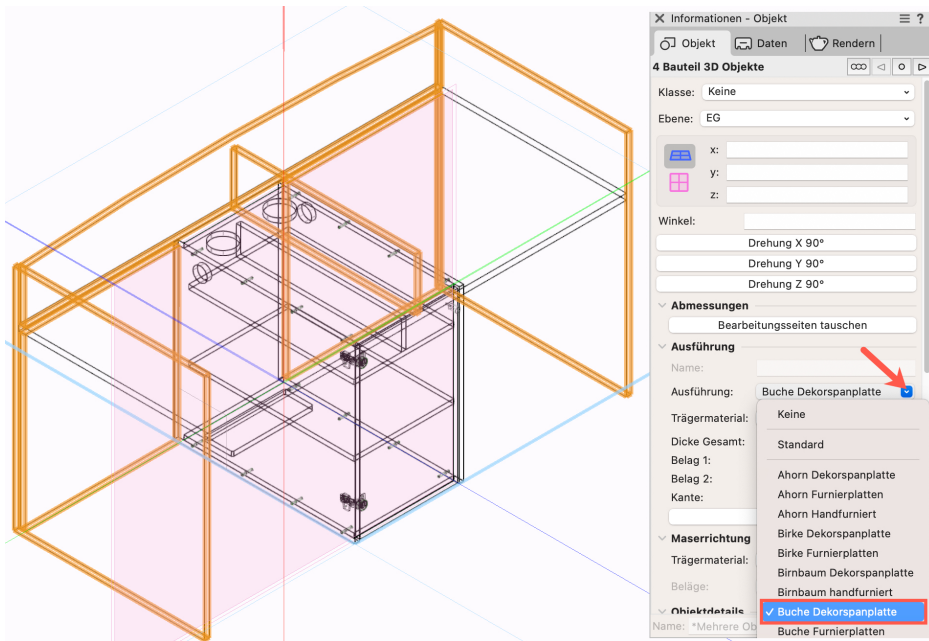 Informationen - Objekt
?
Objekt
Daten
Rendern
4 Bauteil 3D Objekte
Klasse: Keine
Ebene: EG
x:
y:
z:
Winkel:
Drehung X 90°
Drehung Y 90°
Drehung Z 90°
Abmessungen
Bearbeitungsseiten tauschen
Ausführung
Name:
Ausführung: Buche Dekorspanplatte
Trägermaterial:
Dicke Gesamt:
Belag 1:
Belag 2:
Kante:
Maserrichtung
Trägermaterial:
Beläge:
Objektdetails
Name: *Mehrere Ob
Keine
Standard
Ahorn Dekorspanplatte
Ahorn Furnierplatten
Ahorn Handfurniert
Birke Dekorspanplatte
Birke Furnierplatten
Birnbaum Dekorspanplatte
Birnbaum handfurniert
✓ Buche Dekorspanplatte
Buche Furnierplatten